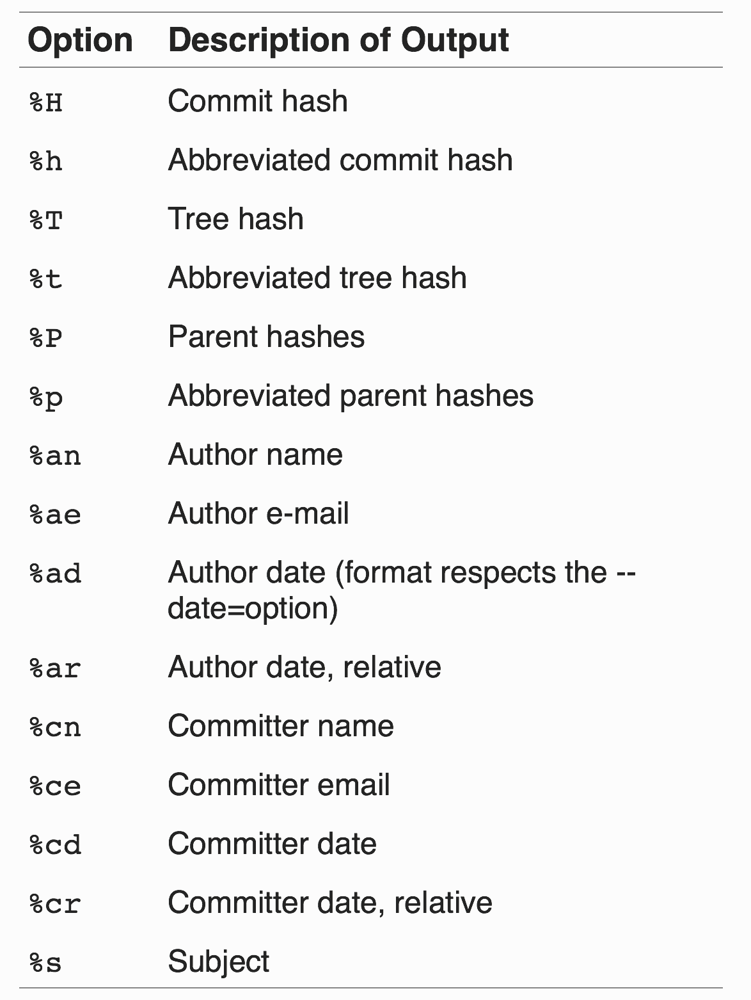 Option Description of Output
%H Commit hash
%h Abbreviated commit hash
%T Tree hash
%t Abbreviated tree hash
%P Parent hashes
%p Abbreviated parent hashes
%an Author name
%ae Author e-mail
%ad Author date (format respects the --
date=option)
%ar Author date, relative
%cn Committer name
%ce Committer email
%cd Committer date
%cr Committer date, relative
%s Subject